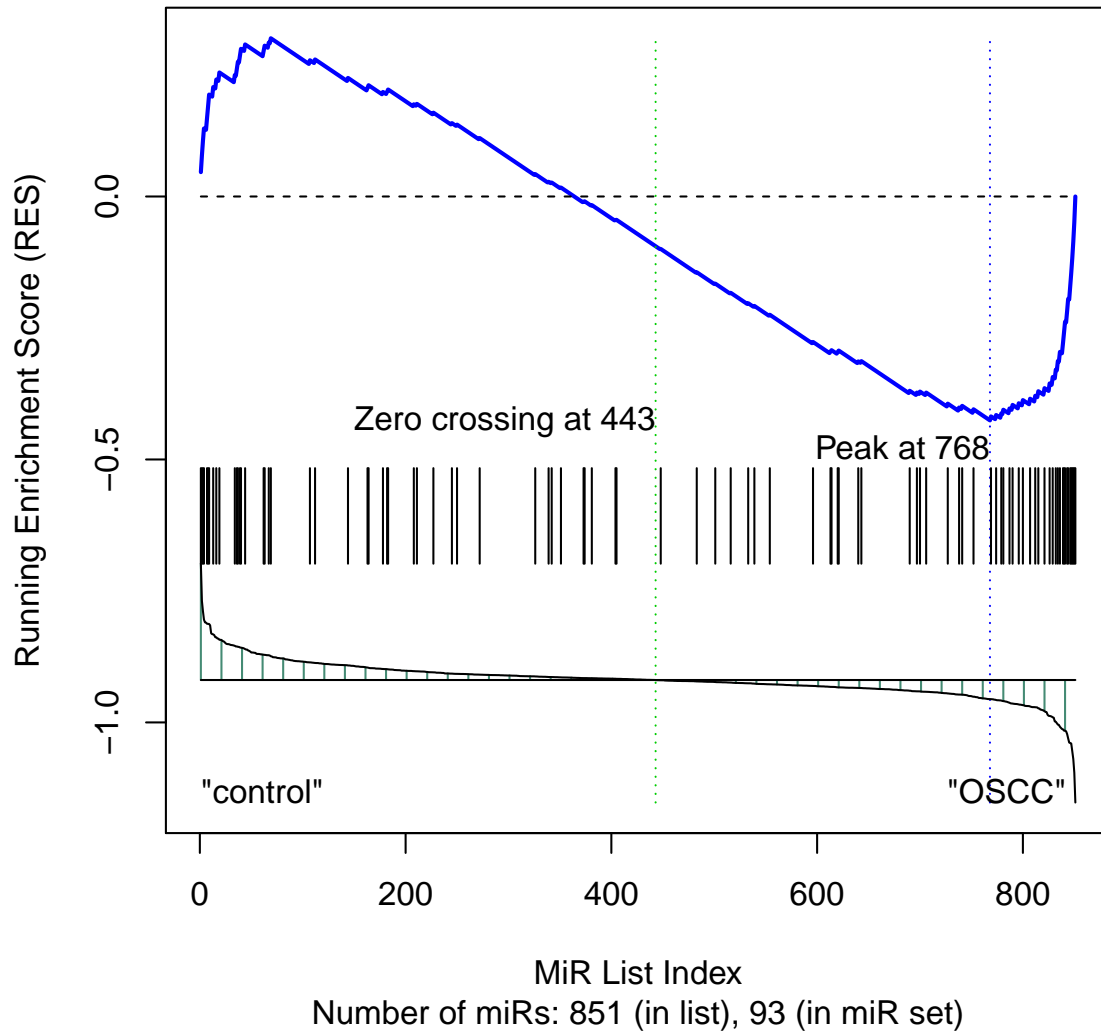 Running Enrichment Score (RES)
0.0
−0.5
−1.0
Zero crossing at 443
Peak at 768
"control"
"OSCC"
0
200
400
600
800
MiR List Index
Number of miRs: 851 (in list), 93 (in miR set)